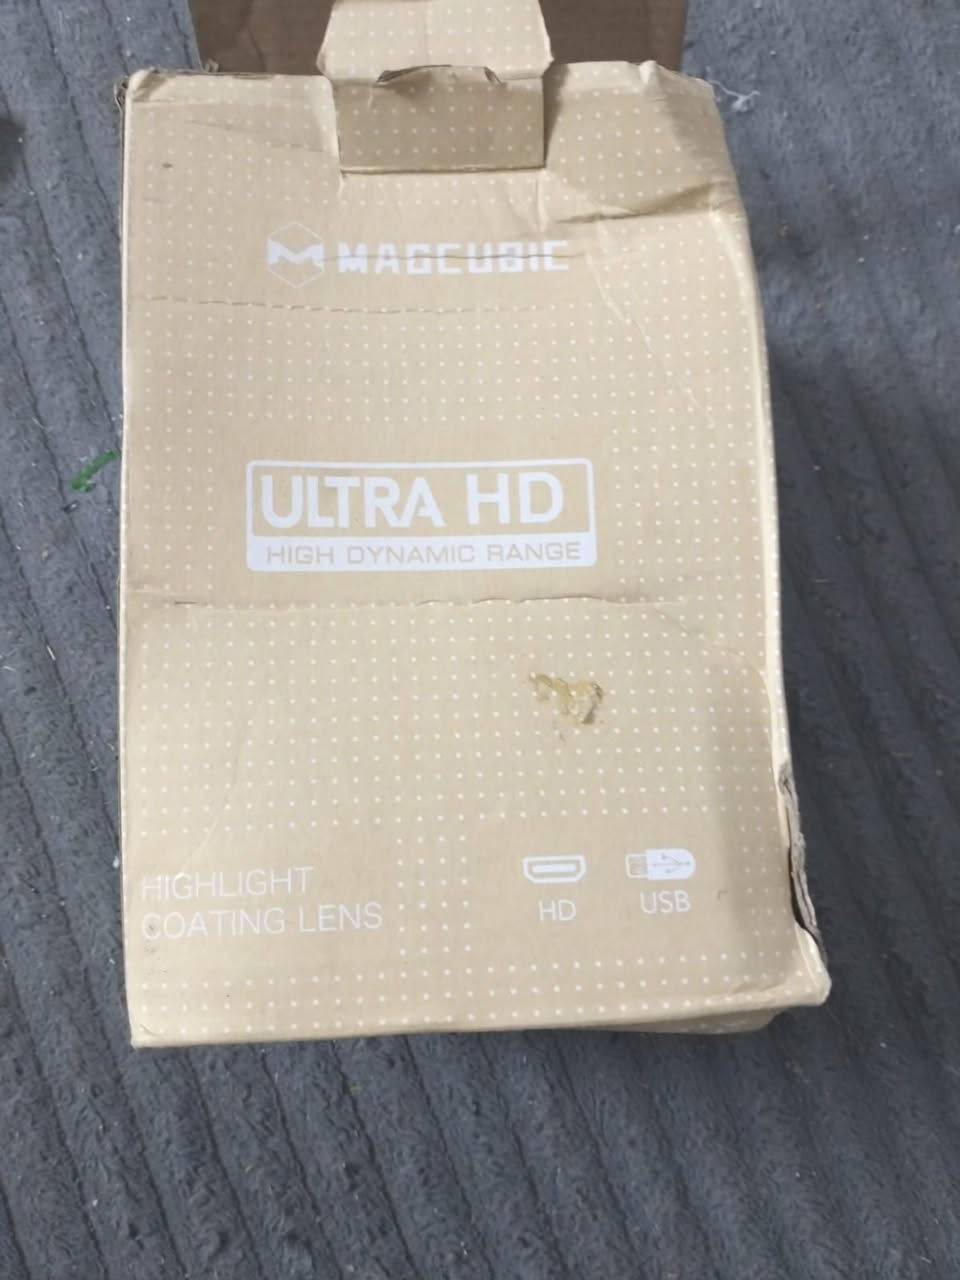 MAGCUBIC
ULTRA HD
HIGH DYNAMIC RANGE
HIGHLIGHT
COATING LENS
HD
USB